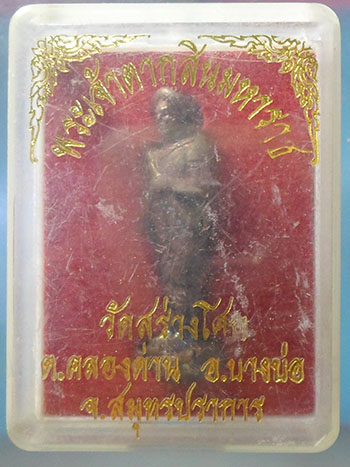 พระเจ้าตากสินมหาราช
วัดสร่างโศก
ต.คลองด่าน อ.บางบ่อ
จ.สมุทรปราการ